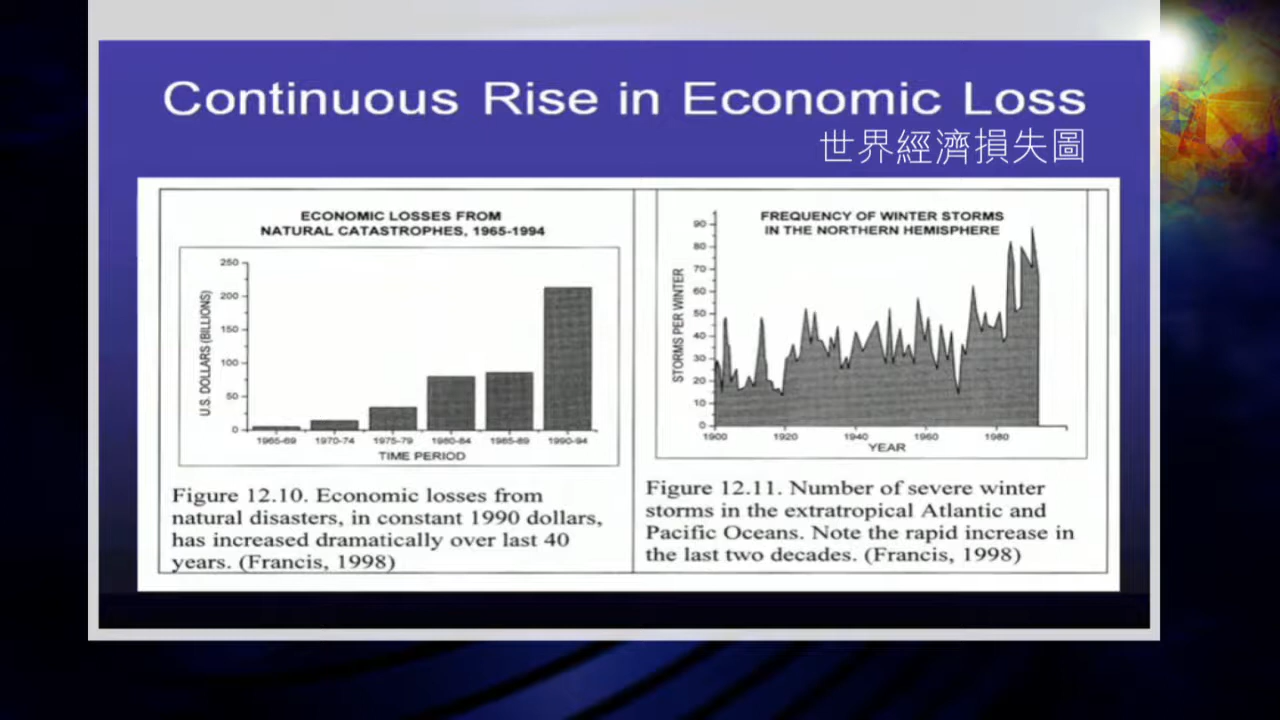 Continuous Rise in Economic Loss
世界經濟損失圖
ECONOMIC LOSSES FROM
NATURAL CATASTROPHES, 1965-1994
U.S. DOLLARS (BILLIONS)
250
200
150
100
50
0
1965-69 1970-74 1975-79 1980-84 1985-89 1990-94
TIME PERIOD
Figure 12.10. Economic losses from
natural disasters, in constant 1990 dollars,
has increased dramatically over last 40
years. (Francis, 1998)
FREQUENCY OF WINTER STORMS
IN THE NORTHERN HEMISPHERE
STORMS PER WINTER
90
80
70
60
50
40
30
20
10
0
1900 1920 1940 1960 1980
YEAR
Figure 12.11. Number of severe winter
storms in the extratropical Atlantic and
Pacific Oceans. Note the rapid increase in
the last two decades. (Francis, 1998)